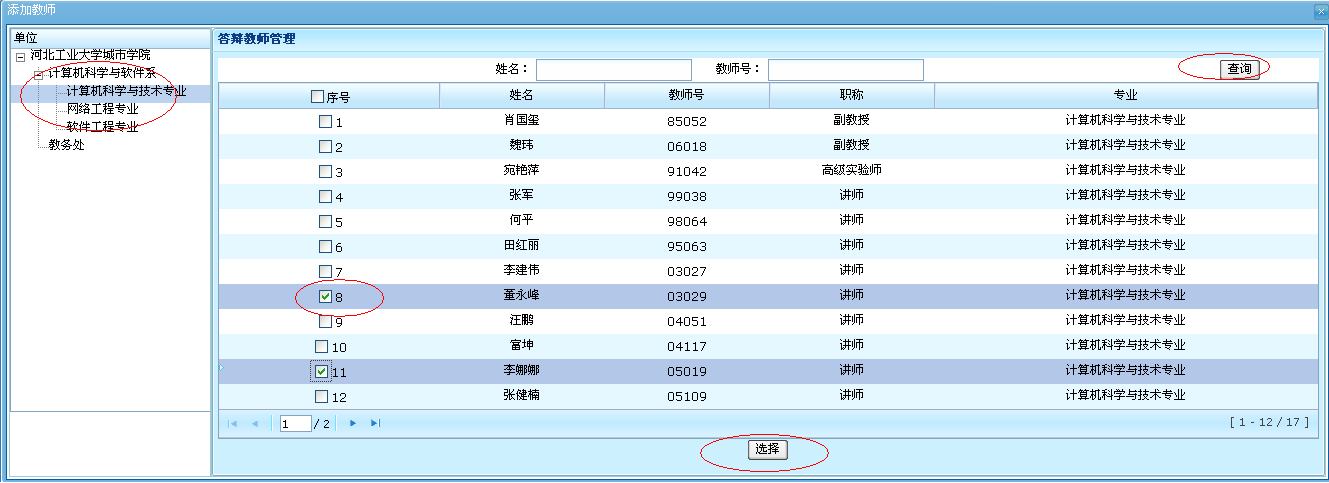 添加教师
单位
河北工业大学城市学院
计算机科学与软件系
计算机科学与技术专业
网络工程专业
软件工程专业
教务处
答辩教师管理
姓名： 教师号： 查询
序号 姓名 教师号 职称 专业
1 肖国玺 85052 副教授 计算机科学与技术专业
2 魏玮 06018 副教授 计算机科学与技术专业
3 宛艳萍 91042 高级实验师 计算机科学与技术专业
4 张军 99038 讲师 计算机科学与技术专业
5 何平 98064 讲师 计算机科学与技术专业
6 田红丽 95063 讲师 计算机科学与技术专业
7 李建伟 03027 讲师 计算机科学与技术专业
8 董永峰 03029 讲师 计算机科学与技术专业
9 汪鹏 04051 讲师 计算机科学与技术专业
10 富坤 04117 讲师 计算机科学与技术专业
11 李娜娜 05019 讲师 计算机科学与技术专业
12 张健楠 05109 讲师 计算机科学与技术专业
1 / 2 [ 1 - 12 / 17 ]
选择